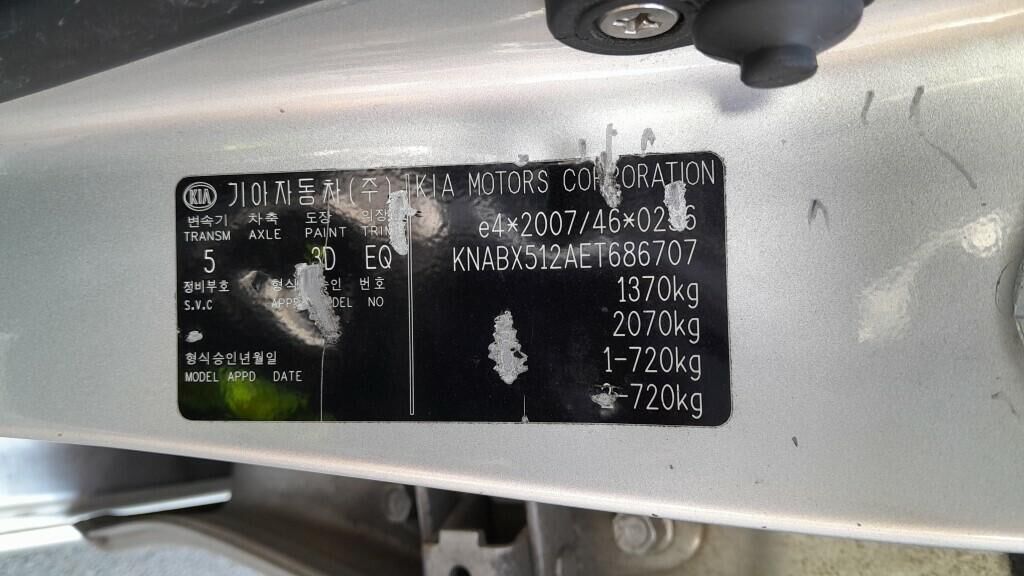 KIA 기아자동차(주) KIA MOTORS CORPORATION
변속기 차축 도장
TRANSM AXLE PAINT TRIM
5 3D EQ
정비부호 번호
S.V.C NO
형식승인년월일
MODEL APPD DATE
KNABX512AET686707
1370kg
2070kg
1-720kg
2-720kg